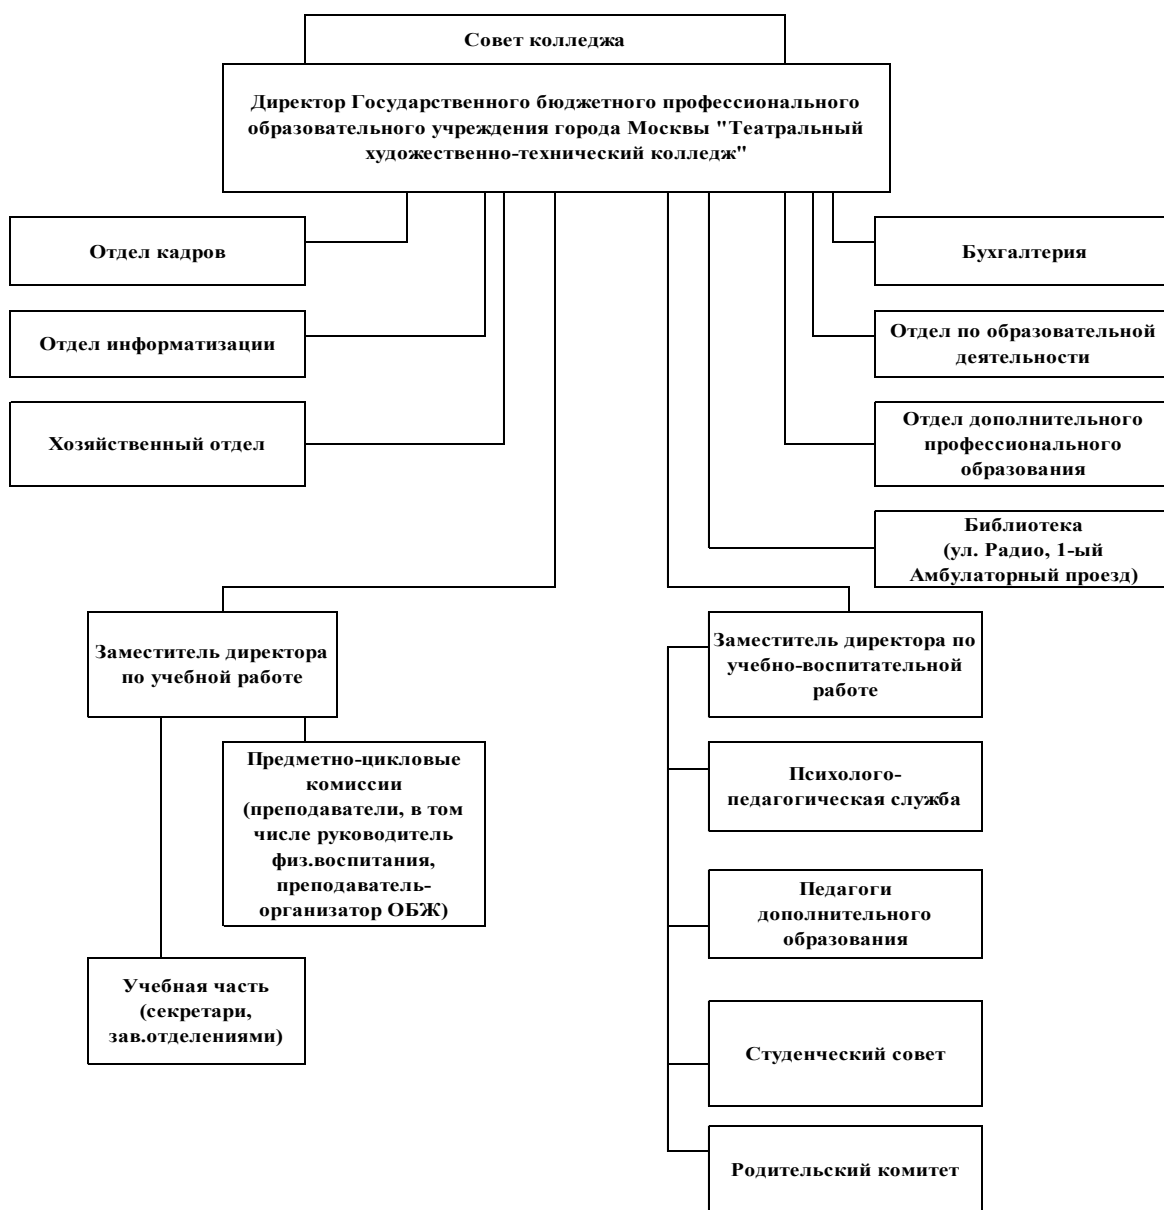 Совет колледжа
Директор Государственного бюджетного профессионального
образовательного учреждения города Москвы "Театральный
художественно-технический колледж"
Отдел кадров
Бухгалтерия
Отдел информатизации
Отдел по образовательной
деятельности
Хозяйственный отдел
Отдел дополнительного
профессионального
образования
Библиотека
(ул. Радио, 1-ый
Амбулаторный проезд)
Заместитель директора
по учебной работе
Заместитель директора по
учебно-воспитательной
работе
Предметно-цикловые
комиссии
(преподаватели, в том
числе руководитель
физ.воспитания,
преподаватель-
организатор ОБЖ)
Психолого-
педагогическая служба
Педагоги
дополнительного
образования
Учебная часть
(секретари,
зав.отделениями)
Студенческий совет
Родительский комитет